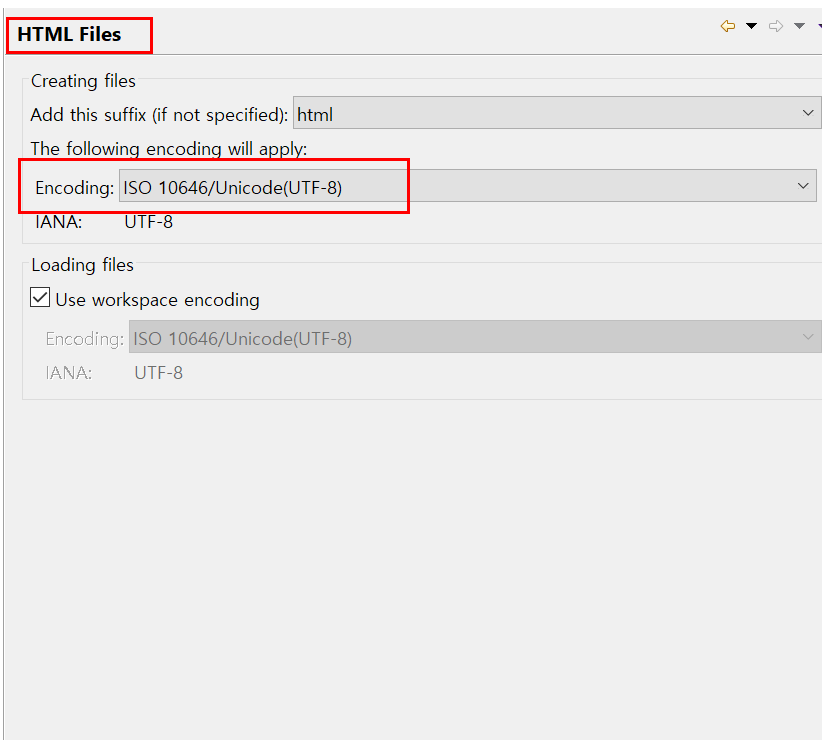 HTML Files
Creating files
Add this suffix (if not specified): html
The following encoding will apply:
Encoding: ISO 10646/Unicode(UTF-8)
IANA: UTF-8
Loading files
Use workspace encoding
Encoding: ISO 10646/Unicode(UTF-8)
IANA: UTF-8